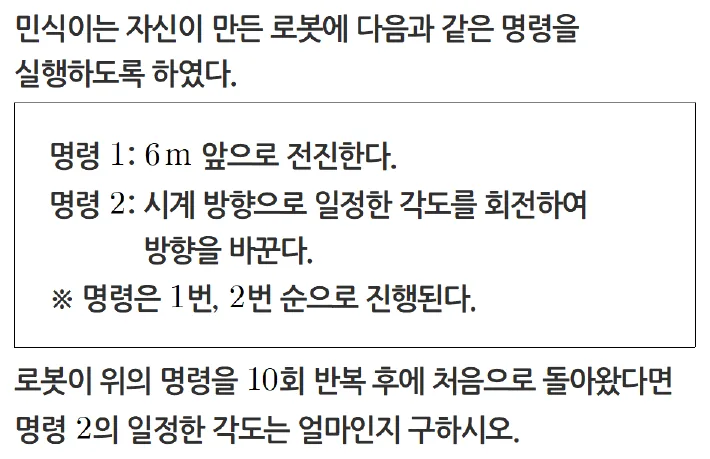 민식이는 자신이 만든 로봇에 다음과 같은 명령을
실행하도록 하였다.
명령 1: 6 m 앞으로 전진한다.
명령 2: 시계 방향으로 일정한 각도를 회전하여
방향을 바꾼다.
※ 명령은 1번, 2번 순으로 진행된다.
로봇이 위의 명령을 10회 반복 후에 처음으로 돌아왔다면
명령 2의 일정한 각도는 얼마인지 구하시오.